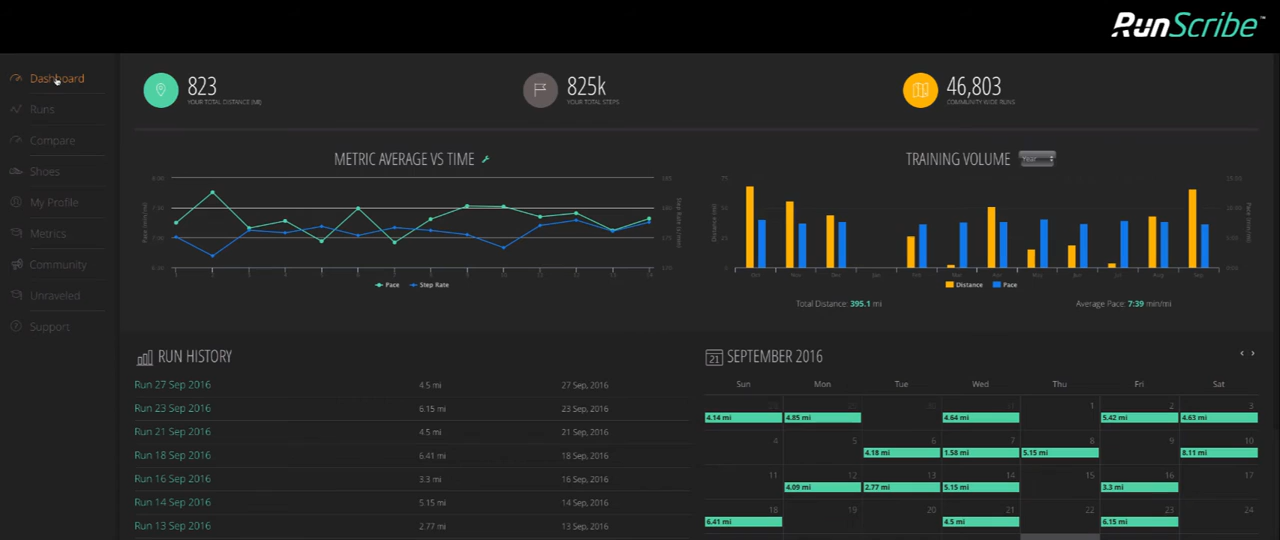 RunScribe™
Dashboard
Runs
Compare
Shoes
My Profile
Metrics
Community
Unraveled
Support
823
YOUR TOTAL DISTANCE (MI)
825k
YOUR TOTAL STEPS
46,803
COMMUNITY WIDE RUNS
METRIC AVERAGE VS TIME
Pace
Step Rate
TRAINING VOLUME
Year
Distance
Pace
Total Distance: 395.1 mi
Average Pace: 7:39 min/mi
RUN HISTORY
Run 27 Sep 2016 4.5 mi 27 Sep, 2016
Run 23 Sep 2016 6.15 mi 23 Sep, 2016
Run 21 Sep 2016 4.5 mi 21 Sep, 2016
Run 18 Sep 2016 6.41 mi 18 Sep, 2016
Run 16 Sep 2016 3.3 mi 16 Sep, 2016
Run 14 Sep 2016 5.15 mi 14 Sep, 2016
Run 13 Sep 2016 2.77 mi 13 Sep, 2016
21 SEPTEMBER 2016
Sun Mon Tue Wed Thu Fri Sat
1 2 3
4.14 mi 4.85 mi 4.64 mi 5.42 mi 4.63 mi
4 5 6 7 8 9 10
4.18 mi 1.58 mi 5.15 mi 8.11 mi
11 12 13 14 15 16 17
4.09 mi 2.77 mi 5.15 mi 3.3 mi
18 19 20 21 22 23 24
6.41 mi 4.5 mi 6.15 mi